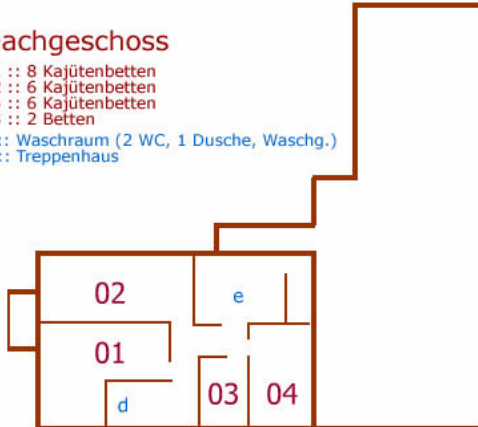 achgeschoss
:: 8 Kajütenbetten
:: 6 Kajütenbetten
:: 6 Kajütenbetten
:: 2 Betten
:: Waschraum (2 WC, 1 Dusche, Waschg.)
:: Treppenhaus
02
e
01
03
04
d